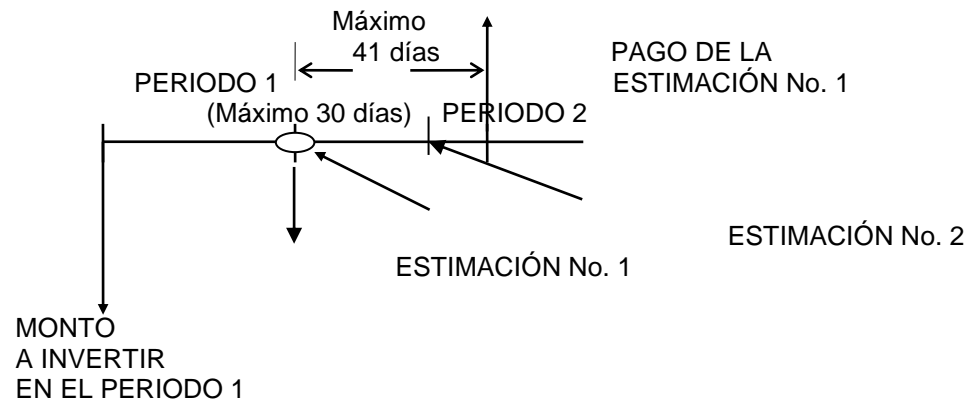 Máximo
41 días
PAGO DE LA
ESTIMACIÓN No. 1
PERIODO 1
(Máximo 30 días)
PERIODO 2
ESTIMACIÓN No. 2
ESTIMACIÓN No. 1
MONTO
A INVERTIR
EN EL PERIODO 1